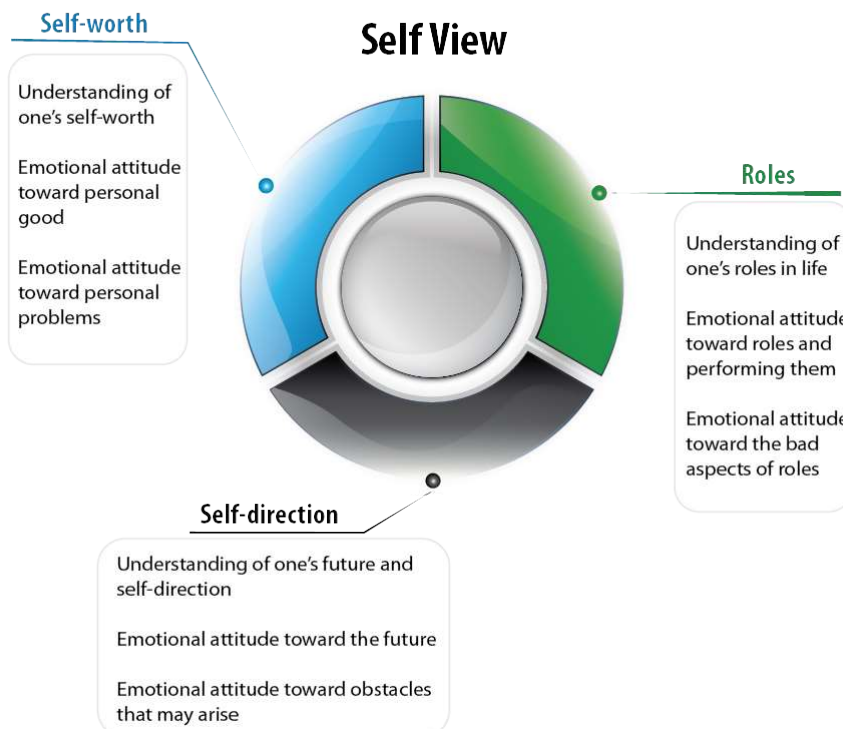 Self View
Self-worth
Understanding of
one's self-worth
Emotional attitude
toward personal
good
Emotional attitude
toward personal
problems
Roles
Understanding of
one's roles in life
Emotional attitude
toward roles and
performing them
Emotional attitude
toward the bad
aspects of roles
Self-direction
Understanding of one's future and
self-direction
Emotional attitude toward the future
Emotional attitude toward obstacles
that may arise